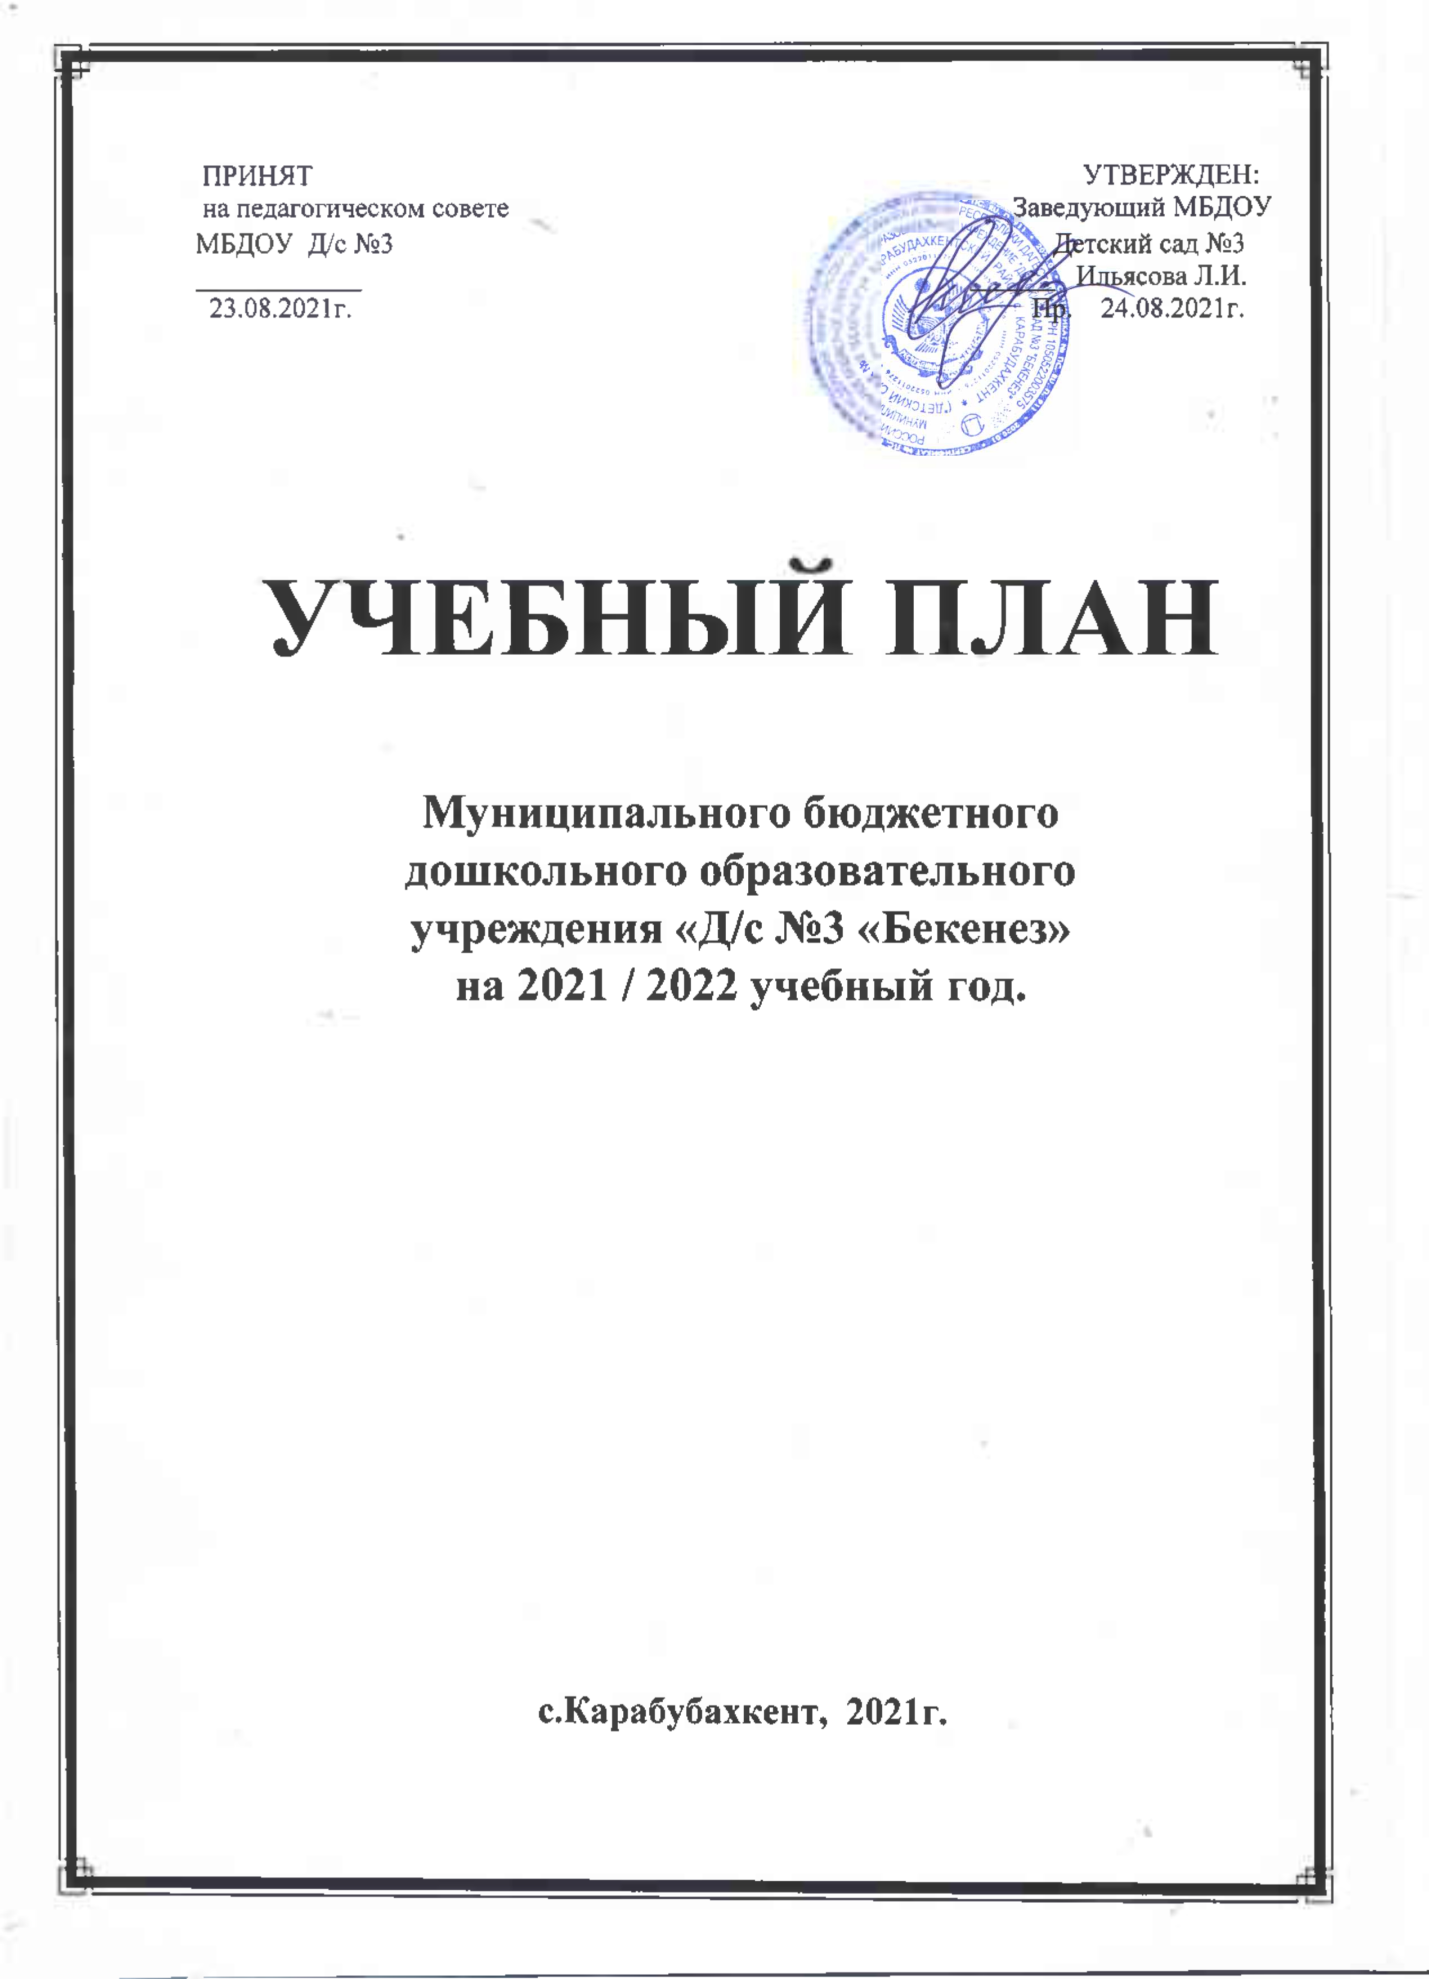 ПРИНЯТ
на педагогическом совете
МБДОУ Д/с №3
23.08.2021г.
УТВЕРЖДЕН:
Заведующий МБДОУ
Детский сад №3
Ильясова Л.И.
Пр. 24.08.2021г.
УЧЕБНЫЙ ПЛАН
Муниципального бюджетного
дошкольного образовательного
учреждения «Д/с №3 «Бекенез»
на 2021 / 2022 учебный год.
с.Карабубахкент, 2021г.